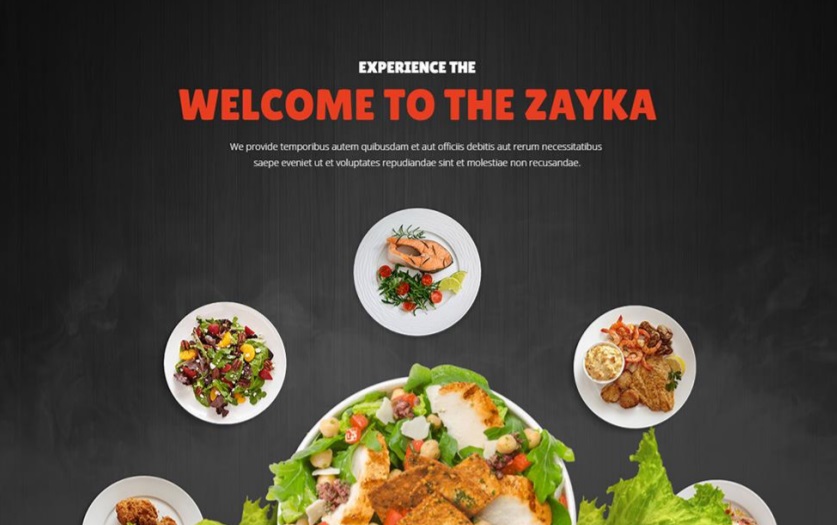 EXPERIENCE THE
WELCOME TO THE ZAYKA
We provide temporibus autem quibusdam et aut officiis debitis aut rerum necessitatibus
saepe eveniet ut et voluptates repudiandae sint et molestiae non recusandae.